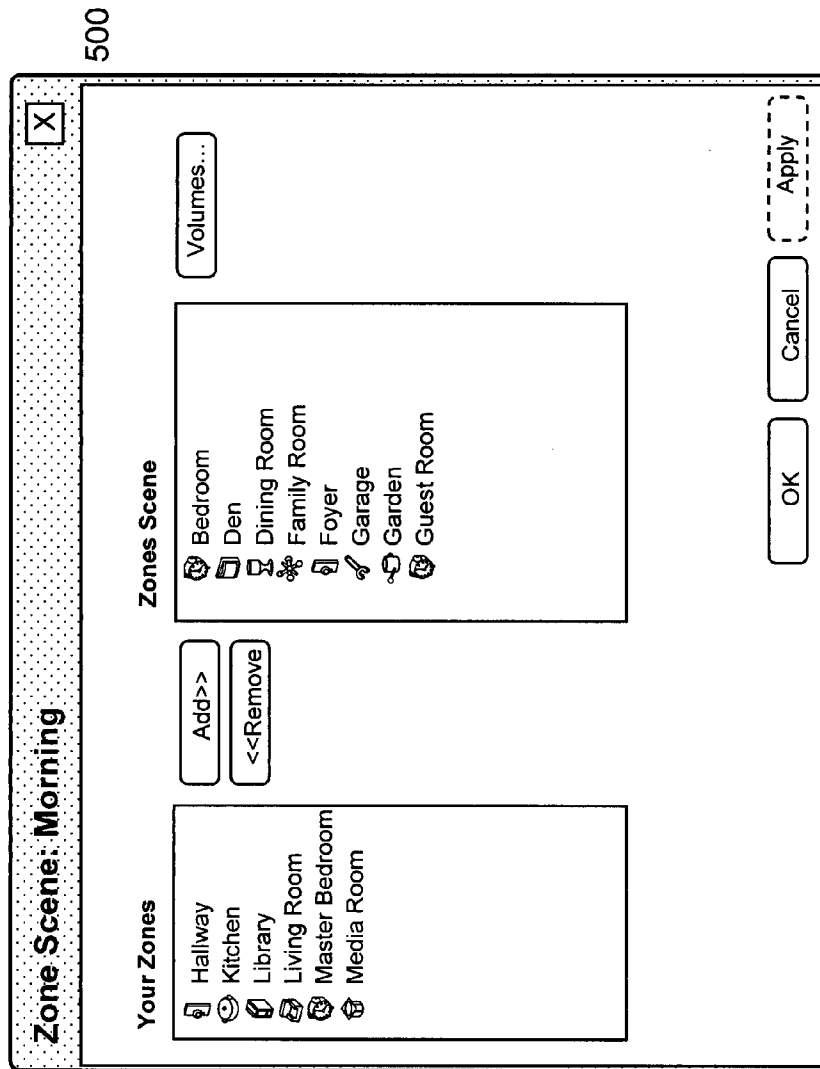 500
Zone Scene: Morning
X
Your Zones
Hallway
Kitchen
Library
Living Room
Master Bedroom
Media Room
Add>>
<<Remove
Zones Scene
Bedroom
Den
Dining Room
Family Room
Foyer
Garage
Garden
Guest Room
Volumes...
OK
Cancel
Apply